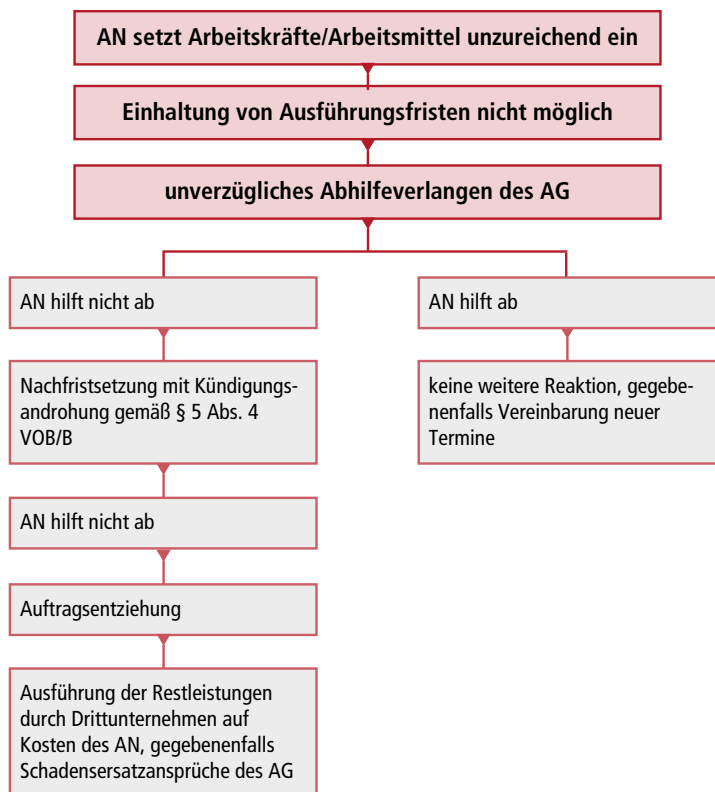 AN setzt Arbeitskräfte/Arbeitsmittel unzureichend ein
Einhaltung von Ausführungsfristen nicht möglich
unverzügliches Abhilfeverlangen des AG
AN hilft nicht ab
Nachfristsetzung mit Kündigungs-
androhung gemäß § 5 Abs. 4
VOB/B
AN hilft nicht ab
Auftragsentziehung
Ausführung der Restleistungen
durch Drittunternehmen auf
Kosten des AN, gegebenenfalls
Schadensersatzansprüche des AG
AN hilft ab
keine weitere Reaktion, gegebe-
nenfalls Vereinbarung neuer
Termine